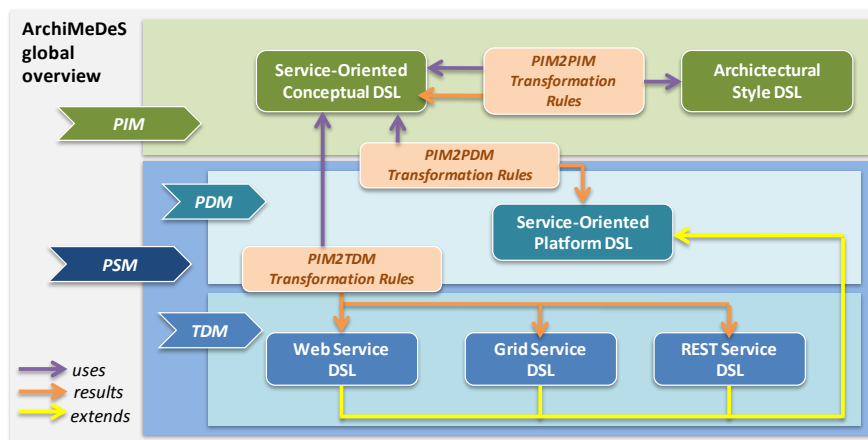 ArchiMeDeS
global
overview
Service-Oriented
Conceptual DSL
PIM2PIM
Transformation
Rules
Archictectural
Style DSL
PIM
PIM2PDM
Transformation Rules
PDM
Service-Oriented
Platform DSL
PSM
PIM2TDM
Transformation Rules
TDM
Web Service
DSL
Grid Service
DSL
REST Service
DSL
uses
results
extends